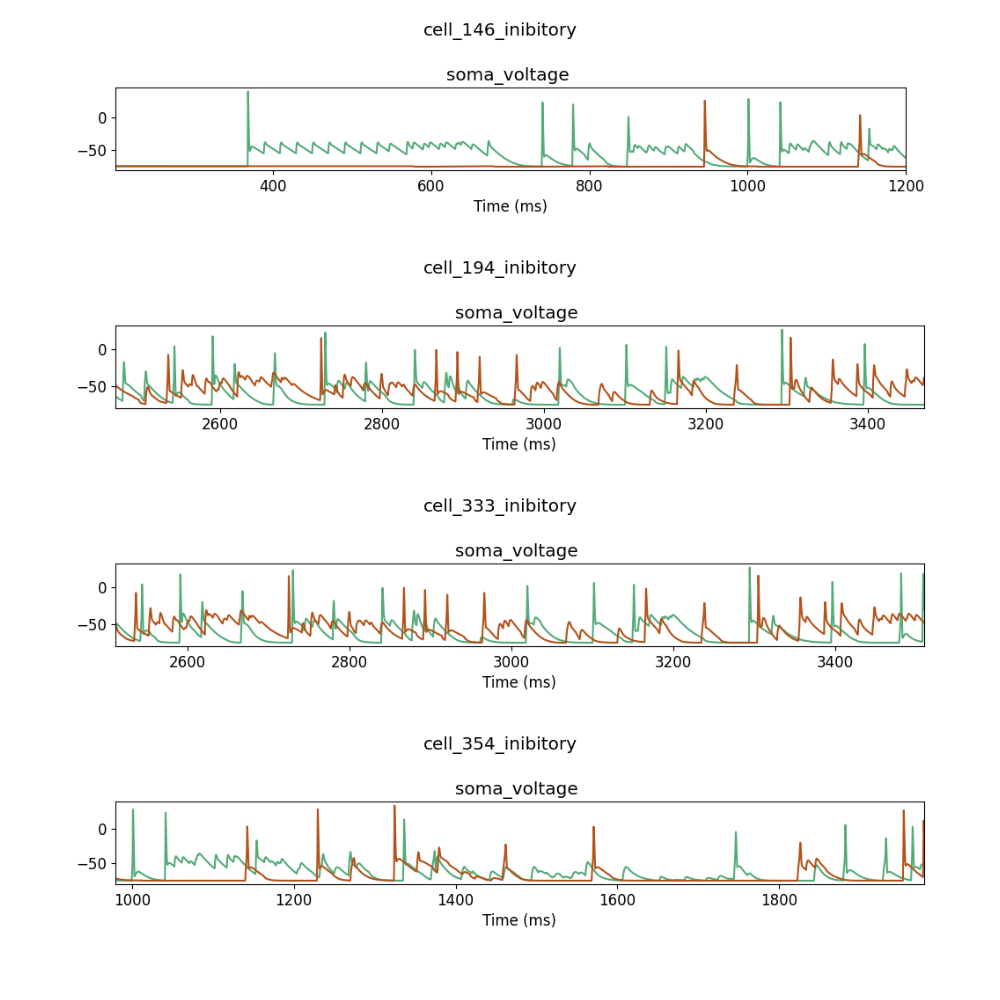 cell_146_inibitory
soma_voltage
0
−50
400 600 800 1000 1200
Time (ms)
cell_194_inibitory
soma_voltage
0
−50
2600 2800 3000 3200 3400
Time (ms)
cell_333_inibitory
soma_voltage
0
−50
2600 2800 3000 3200 3400
Time (ms)
cell_354_inibitory
soma_voltage
0
−50
1000 1200 1400 1600 1800
Time (ms)